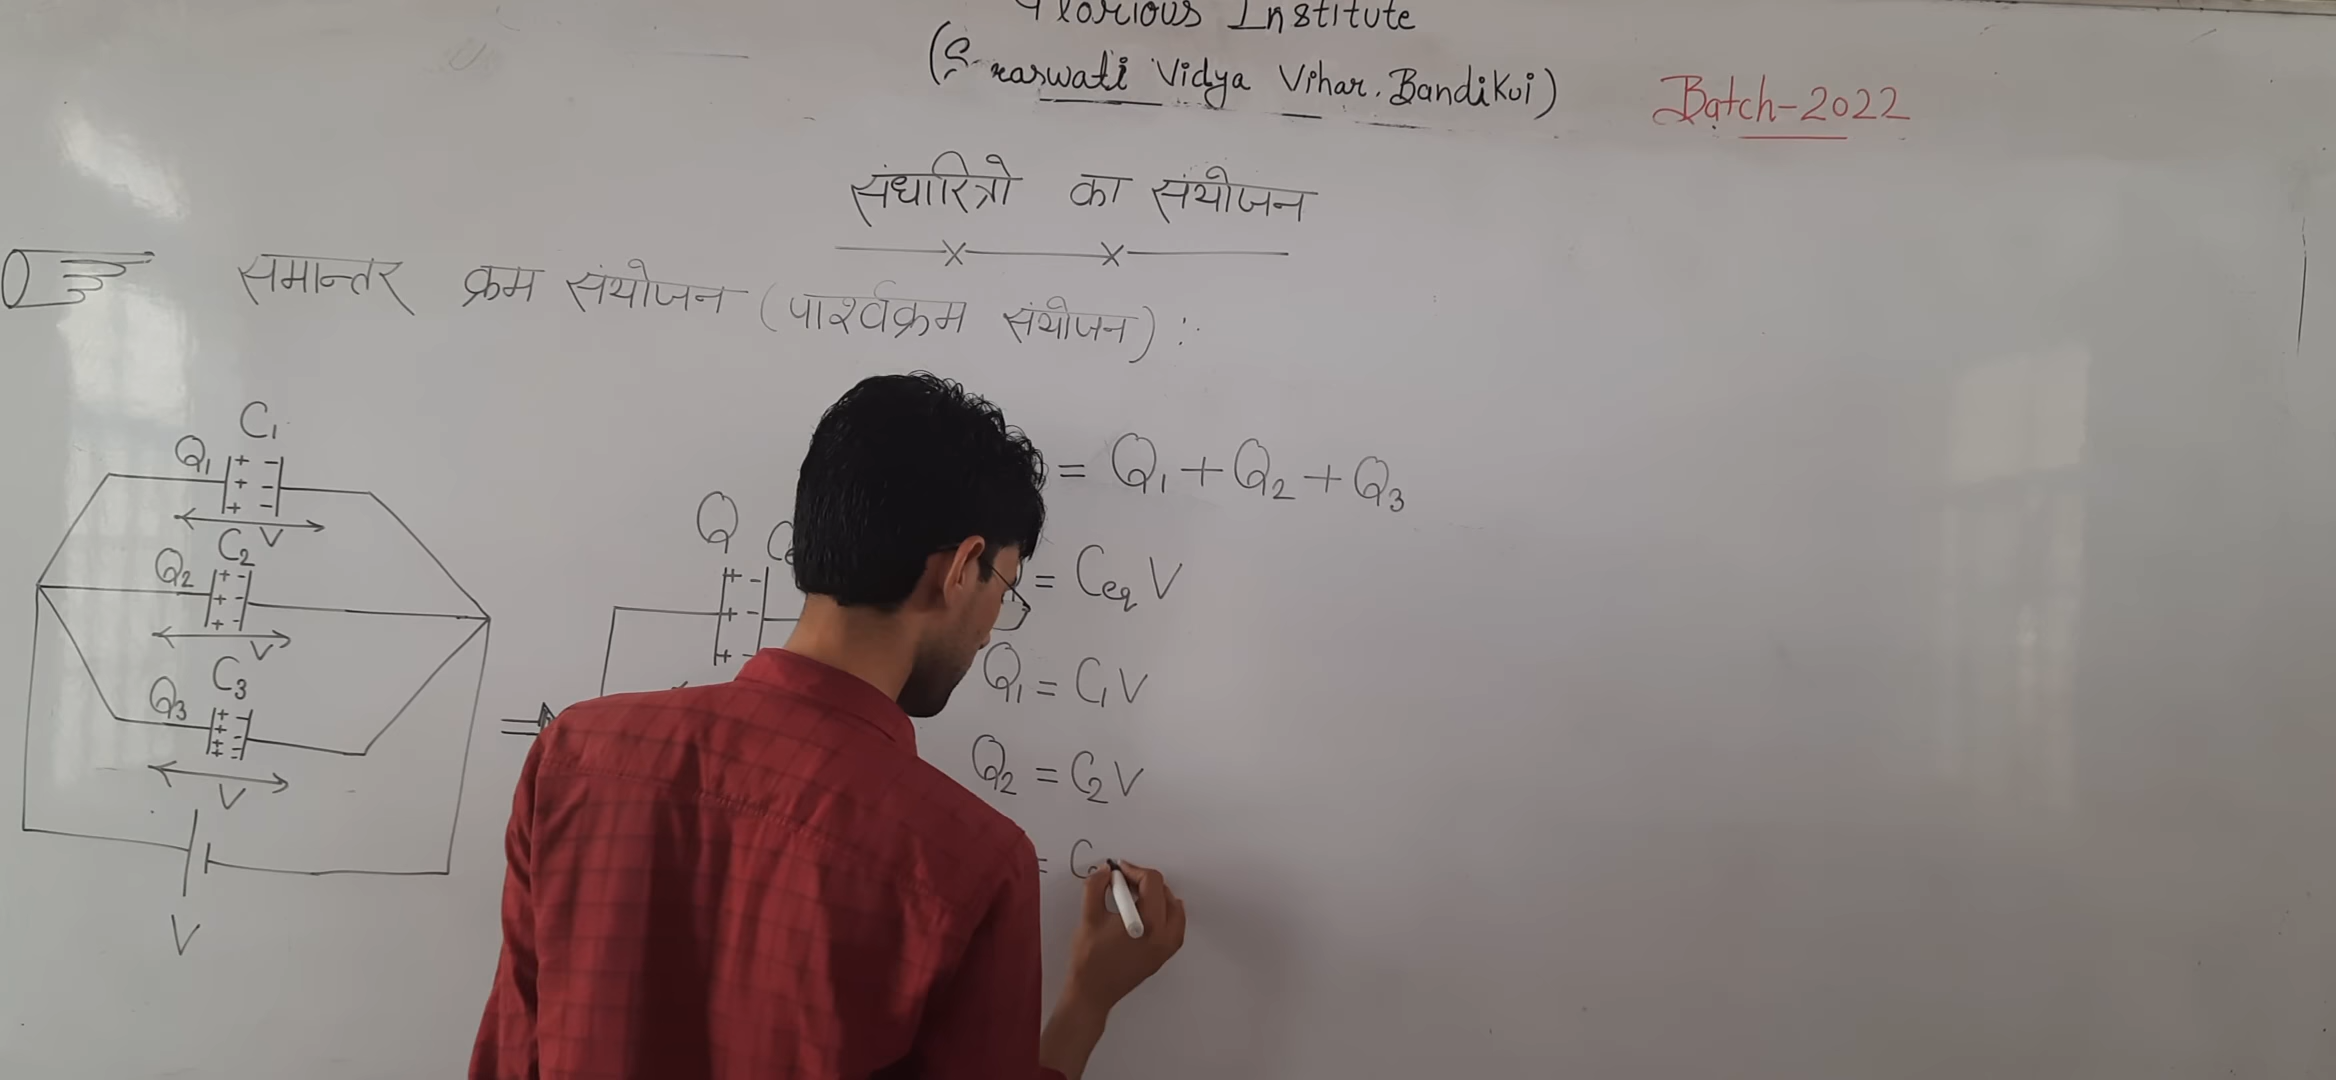 Glorious Institute
(Saraswati Vidya Vihar. Bandikui)
Batch-2022
संधारित्रो का संयोजन
समान्तर क्रम संयोजन (पार्श्वक्रम संयोजन) :
C₁
Q₁
V
C₂
Q₂
V
C₃
Q₃
V
V
Q
= Q₁ + Q₂ + Q₃
= Ceq V
Q₁ = C₁V
Q₂ = C₂V
= C